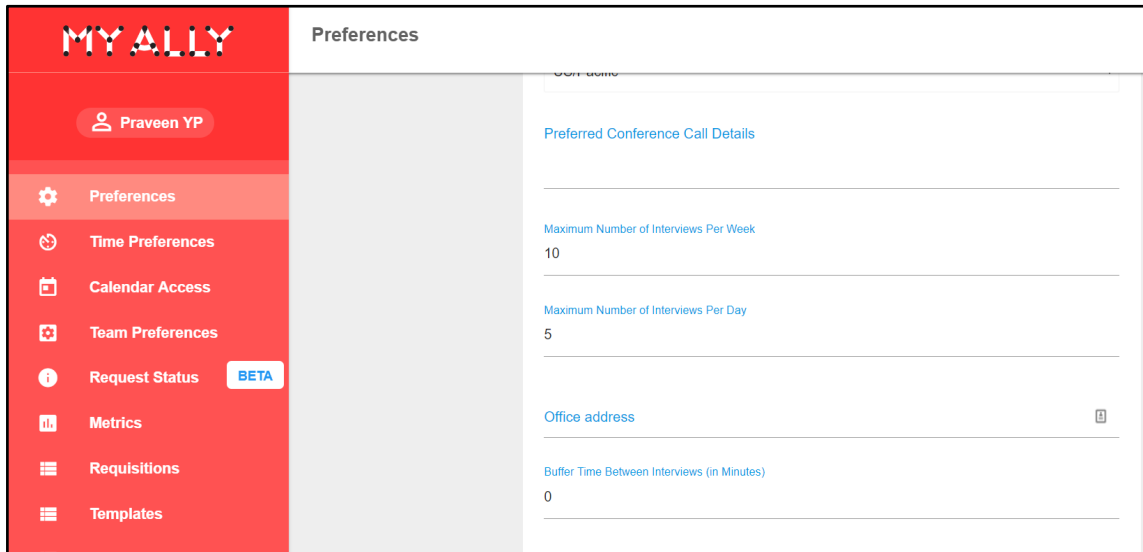 MY ALLY
Preferences
Praveen YP
Preferences
Time Preferences
Calendar Access
Team Preferences
Request Status BETA
Metrics
Requisitions
Templates
US/Pacific
Preferred Conference Call Details
Maximum Number of Interviews Per Week
10
Maximum Number of Interviews Per Day
5
Office address
Buffer Time Between Interviews (in Minutes)
0